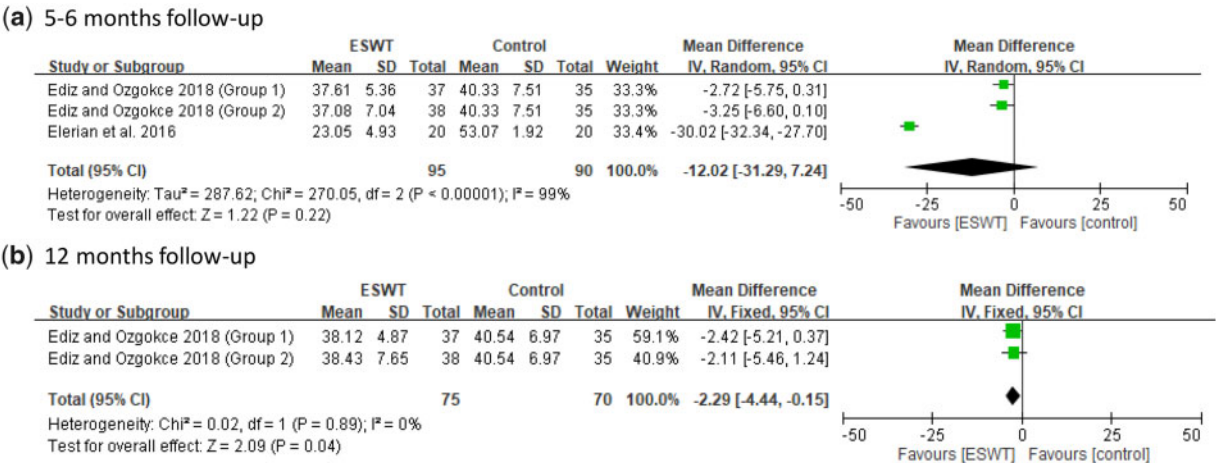 (a) 5-6 months follow-up
ESWT Control Mean Difference Mean Difference
Study or Subgroup Mean SD Total Mean SD Total Weight IV, Random, 95% CI IV, Random, 95% CI
Ediz and Ozgokce 2018 (Group 1) 37.61 5.36 37 40.33 7.51 35 33.3% -2.72 [-5.75, 0.31]
Ediz and Ozgokce 2018 (Group 2) 37.08 7.04 38 40.33 7.51 35 33.3% -3.25 [-6.60, 0.10]
Elerian et al. 2016 23.05 4.93 20 53.07 1.92 20 33.4% -30.02 [-32.34, -27.70]
Total (95% CI) 95 90 100.0% -12.02 [-31.29, 7.24]
Heterogeneity: Tau² = 287.62; Chi² = 270.05, df = 2 (P < 0.00001); I² = 99%
Test for overall effect: Z = 1.22 (P = 0.22)
-50 -25 0 25 50
Favours [ESWT] Favours [control]
(b) 12 months follow-up
ESWT Control Mean Difference Mean Difference
Study or Subgroup Mean SD Total Mean SD Total Weight IV, Fixed, 95% CI IV, Fixed, 95% CI
Ediz and Ozgokce 2018 (Group 1) 38.12 4.87 37 40.54 6.97 35 59.1% -2.42 [-5.21, 0.37]
Ediz and Ozgokce 2018 (Group 2) 38.43 7.65 38 40.54 6.97 35 40.9% -2.11 [-5.46, 1.24]
Total (95% CI) 75 70 100.0% -2.29 [-4.44, -0.15]
Heterogeneity: Chi² = 0.02, df = 1 (P = 0.89); I² = 0%
Test for overall effect: Z = 2.09 (P = 0.04)
-50 -25 0 25 50
Favours [ESWT] Favours [control]